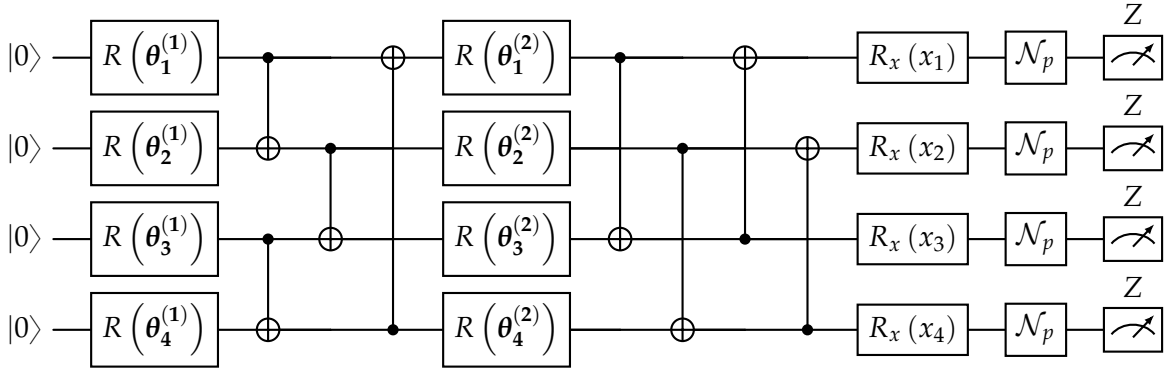 Z
|0⟩ R(θ₁⁽¹⁾) R(θ₁⁽²⁾) Rₓ(x₁) 𝒩ₚ
Z
|0⟩ R(θ₂⁽¹⁾) R(θ₂⁽²⁾) Rₓ(x₂) 𝒩ₚ
Z
|0⟩ R(θ₃⁽¹⁾) R(θ₃⁽²⁾) Rₓ(x₃) 𝒩ₚ
Z
|0⟩ R(θ₄⁽¹⁾) R(θ₄⁽²⁾) Rₓ(x₄) 𝒩ₚ